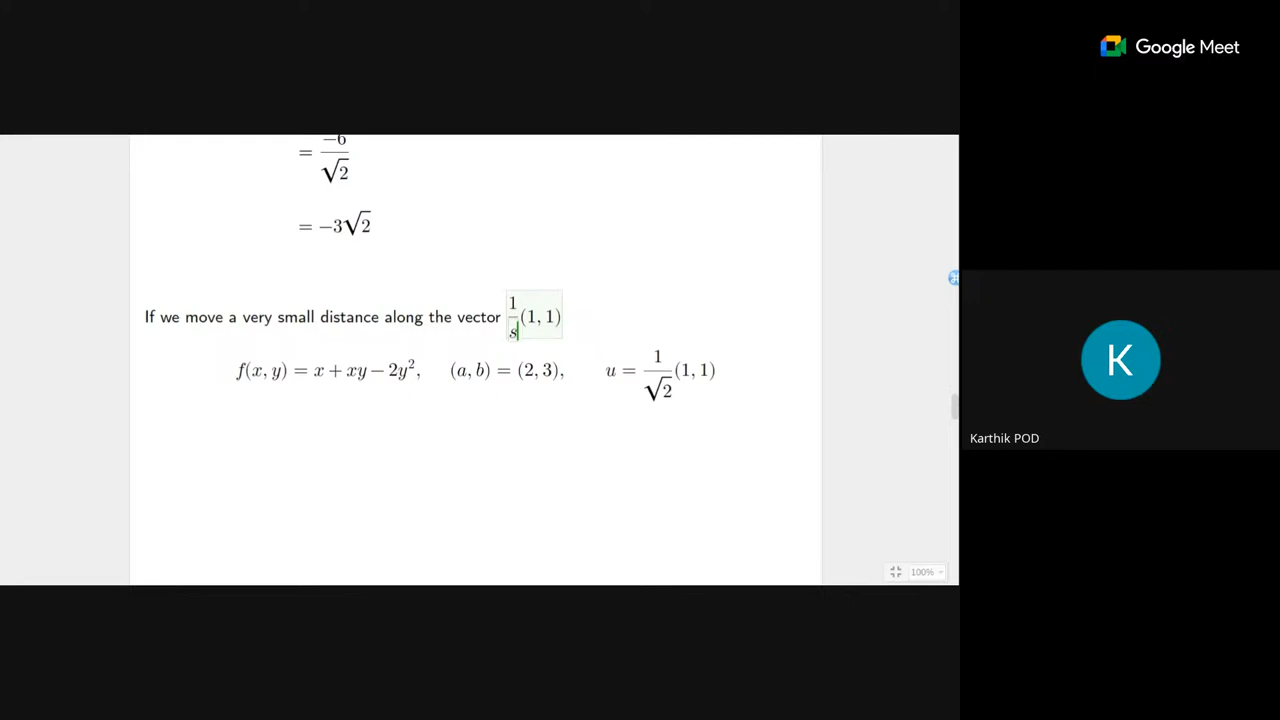 Google Meet
= −6/√2
= −3√2
If we move a very small distance along the vector 1/s(1, 1)
f(x, y) = x + xy − 2y², (a, b) = (2, 3), u = 1/√2(1, 1)
K
Karthik POD
100%